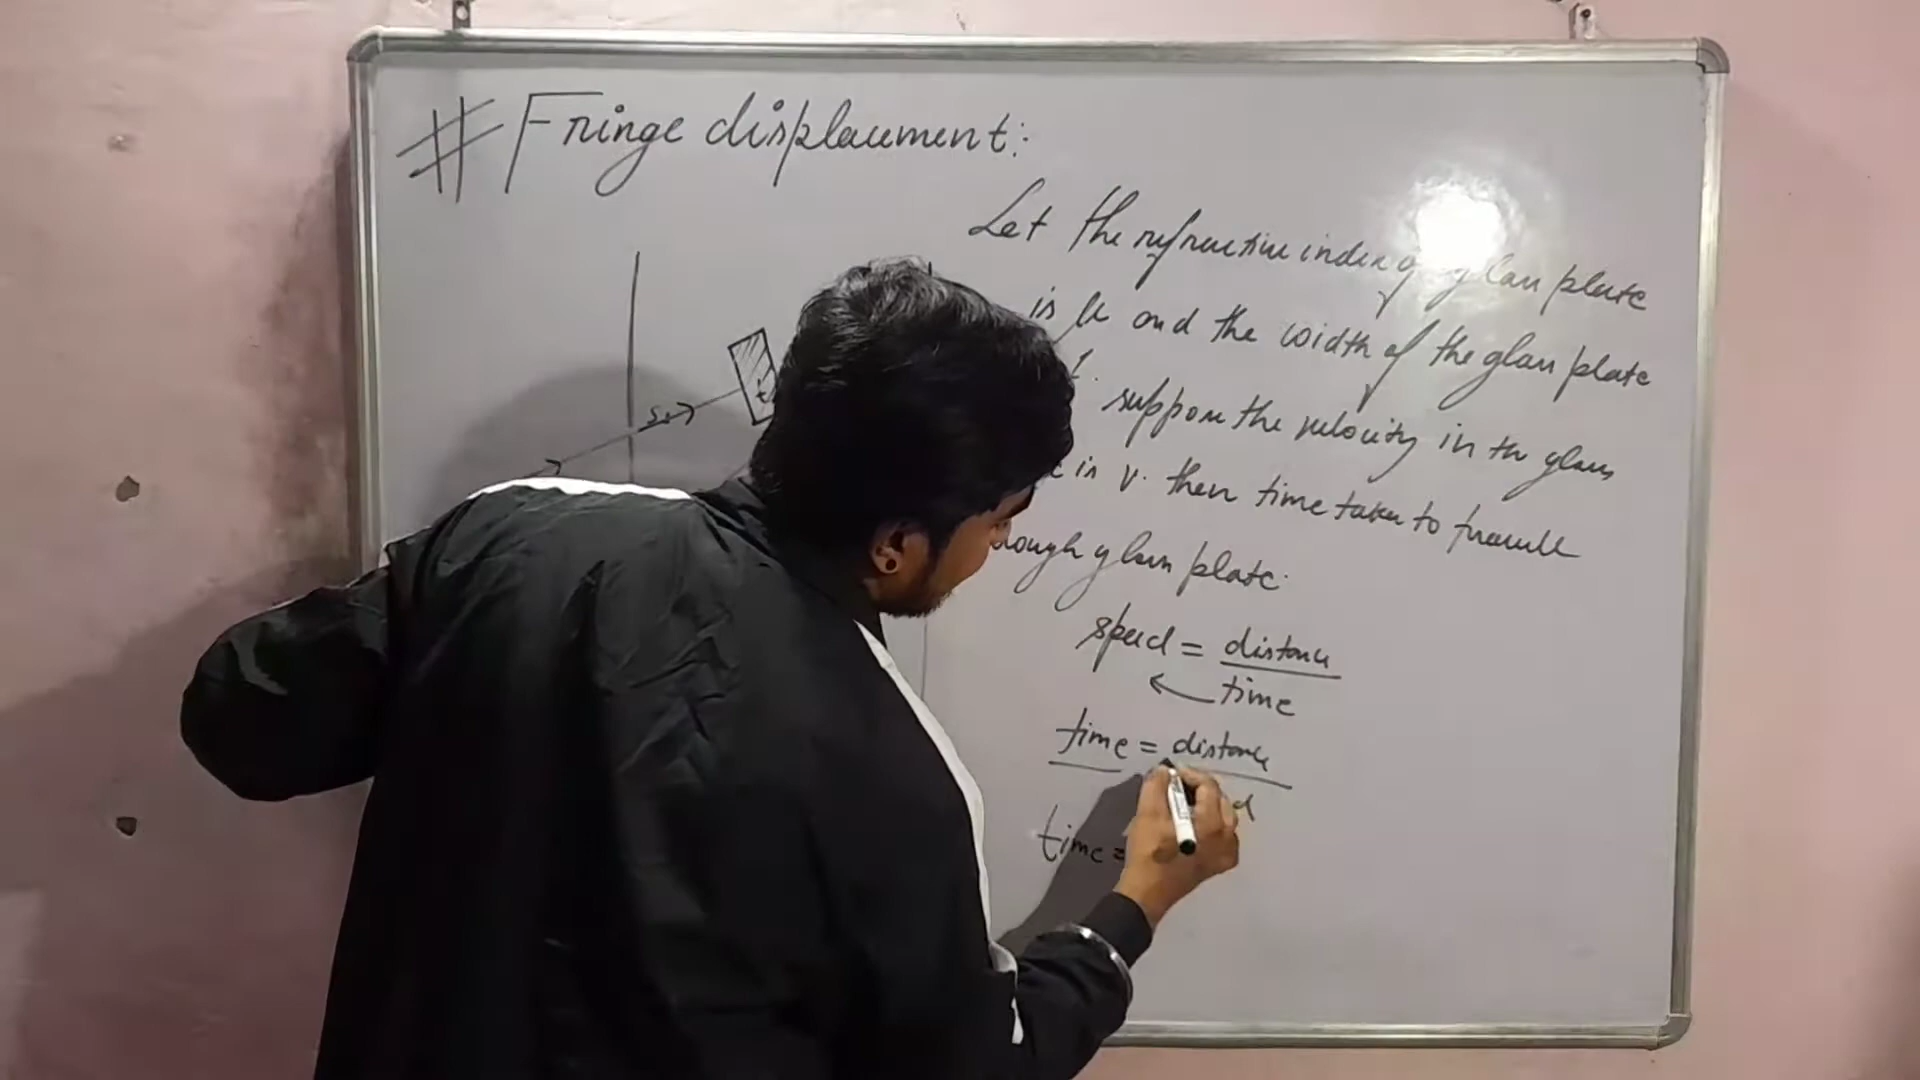 # Fringe displacement:
Let the refractive index of glass plate
is μ and the width of the glass plate
t. suppose the velocity in the glass
is v. then time taken to travell
glass plate.
speed = distance
time
time = distance
time =
S₁
t